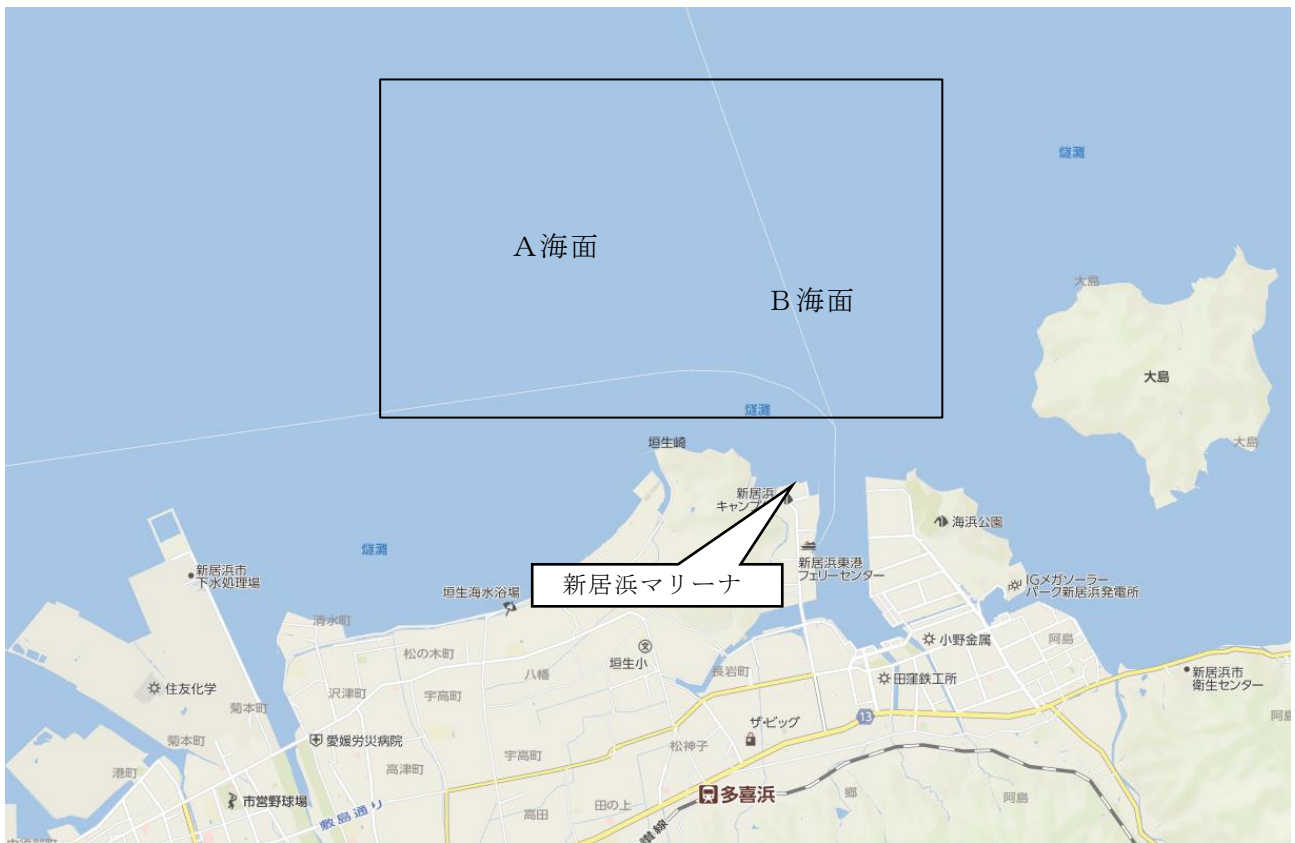 燧灘
A海面
大島
B海面
大島
燧灘
垣生崎
大島
新居浜
キャンプ
海浜公園
燧灘
新居浜東港
フェリーセンター
新居浜市
下水処理場
新居浜マリーナ
IGメガソーラー
パーク新居浜発電所
垣生海水浴場
清水町
小野金属
阿島
松の木町
垣生小
八幡
長岩町
新居浜市
衛生センター
田窪鉄工所
住友化学
沢津町
宇高町
菊本町
13
ザ・ビッグ
阿島
愛媛労災病院
菊本町
松神子
宇高町
港町
高津町
多喜浜
郷
阿島
市営野球場
敷島通り
田の上
高田
讃線